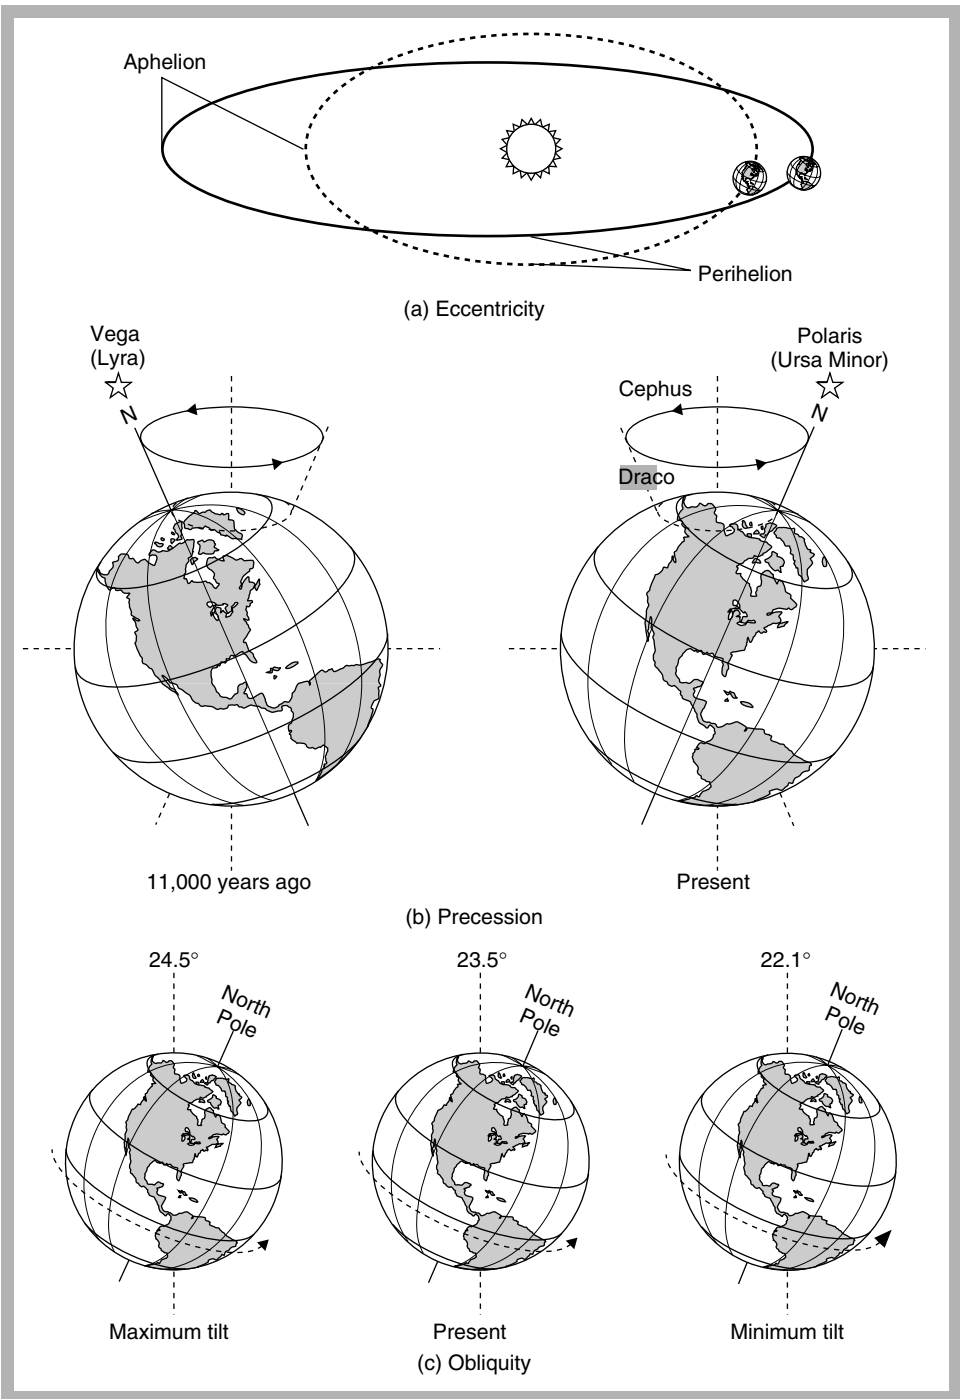 Aphelion
Perihelion
(a) Eccentricity
Vega
(Lyra)
N
Polaris
(Ursa Minor)
N
Cephus
Draco
11,000 years ago
Present
(b) Precession
24.5°
North
Pole
23.5°
North
Pole
22.1°
North
Pole
Maximum tilt
Present
Minimum tilt
(c) Obliquity